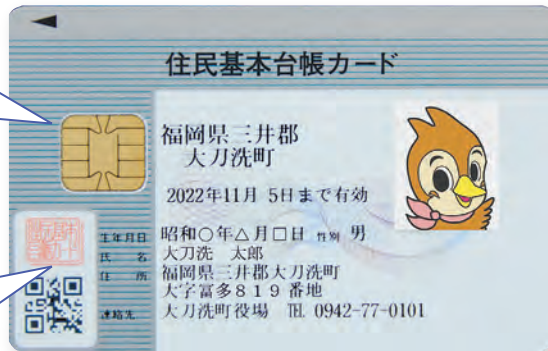 住民基本台帳カード
福岡県三井郡
大刀洗町
2022年11月 5日まで有効
生年月日 昭和○年△月□日 性別 男
氏 名 大刀洗 太郎
住 所 福岡県三井郡大刀洗町
大字冨多819番地
連絡先 大刀洗町役場 TEL 0942-77-0101